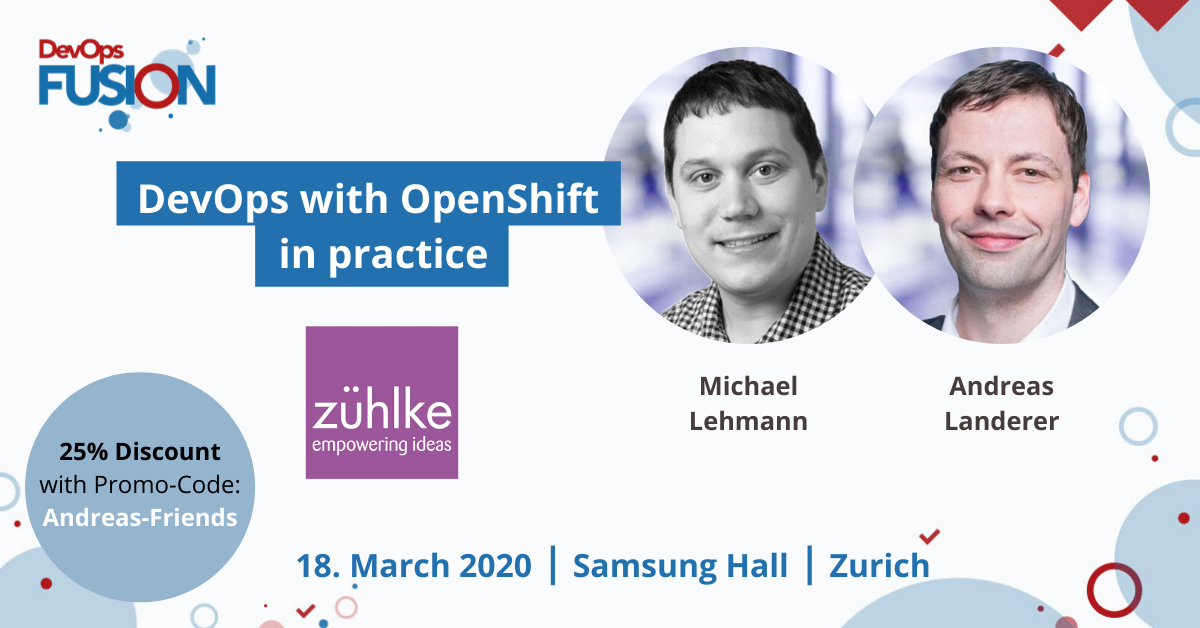 DevOps
FUSION
DevOps with OpenShift
in practice
zühlke
empowering ideas
Michael
Lehmann
Andreas
Landerer
25% Discount
with Promo-Code:
Andreas-Friends
18. March 2020 | Samsung Hall | Zurich